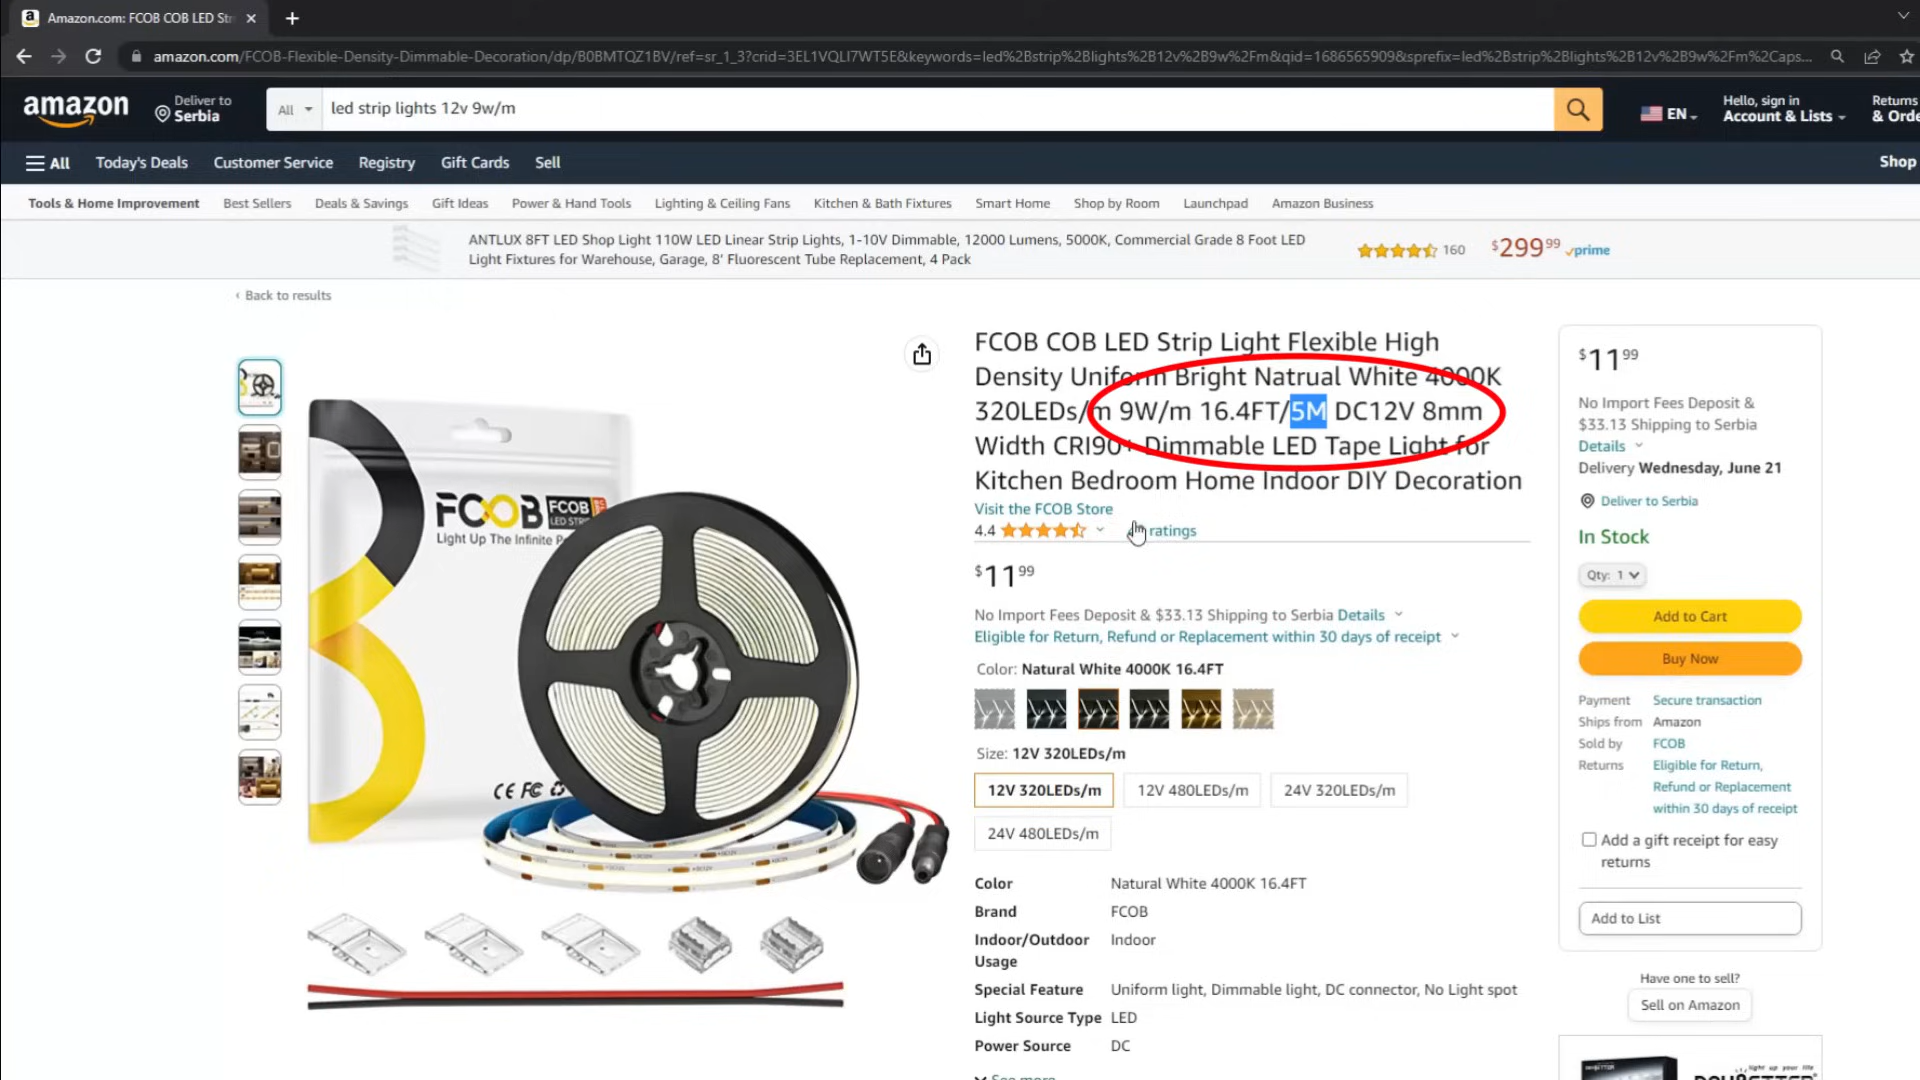 Amazon.com: FCOB COB LED Str
amazon.com/FCOB-Flexible-Density-Dimmable-Decoration/dp/B0BMTQZ1BV/ref=sr_1_3?crid=3EL1VQLI7WT5E&keywords=led%2Bstrip%2Blights%2B12v%2B9w%2Fm&qid=1686565909&sprefix=led%2Bstrip%2Blights%2B12v%2B9w%2Fm%2Caps...
amazon
Deliver to
Serbia
All
led strip lights 12v 9w/m
EN
Hello, sign in
Account & Lists
Returns
& Orde
All
Today's Deals
Customer Service
Registry
Gift Cards
Sell
Shop
Tools & Home Improvement
Best Sellers
Deals & Savings
Gift Ideas
Power & Hand Tools
Lighting & Ceiling Fans
Kitchen & Bath Fixtures
Smart Home
Shop by Room
Launchpad
Amazon Business
ANTLUX 8FT LED Shop Light 110W LED Linear Strip Lights, 1-10V Dimmable, 12000 Lumens, 5000K, Commercial Grade 8 Foot LED
Light Fixtures for Warehouse, Garage, 8' Fluorescent Tube Replacement, 4 Pack
160
$299 99
prime
‹ Back to results
FCOB COB LED Strip Light Flexible High
Density Uniform Bright Natrual White 4000K
320LEDs/m 9W/m 16.4FT/5M DC12V 8mm
Width CRI90+ Dimmable LED Tape Light for
Kitchen Bedroom Home Indoor DIY Decoration
Visit the FCOB Store
4.4
ratings
$11 99
No Import Fees Deposit & $33.13 Shipping to Serbia Details
Eligible for Return, Refund or Replacement within 30 days of receipt
Color: Natural White 4000K 16.4FT
Size: 12V 320LEDs/m
12V 320LEDs/m
12V 480LEDs/m
24V 320LEDs/m
24V 480LEDs/m
Color Natural White 4000K 16.4FT
Brand FCOB
Indoor/Outdoor Indoor
Usage
Special Feature Uniform light, Dimmable light, DC connector, No Light spot
Light Source Type LED
Power Source DC
See more
FCOB
FCOB
LED STRI
Light Up The Infinite P
CE FC
$11 99
No Import Fees Deposit &
$33.13 Shipping to Serbia
Details
Delivery Wednesday, June 21
Deliver to Serbia
In Stock
Qty: 1
Add to Cart
Buy Now
Payment Secure transaction
Ships from Amazon
Sold by FCOB
Returns Eligible for Return,
Refund or Replacement
within 30 days of receipt
Add a gift receipt for easy
returns
Add to List
Have one to sell?
Sell on Amazon
light up your life